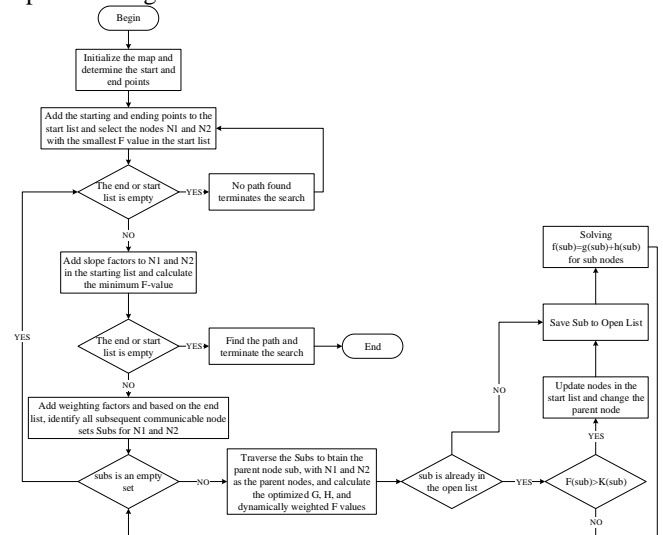 Begin
Initialize the map and
determine the start and
end points
Add the starting and ending points to the
start list and select the nodes N1 and N2
with the smallest F value in the start list
The end or start
list is empty
YES
No path found
terminates the search
NO
Add slope factors to N1 and N2
in the starting list and calculate
the minimum F-value
The end or start
list is empty
YES
Find the path and
terminate the search
End
NO
Add weighting factors and based on the end
list, identify all subsequent communicable node
sets Subs for N1 and N2
subs is an empty
set
YES
NO
Traverse the Subs to btain the
parent node sub, with N1 and N2
as the parent nodes, and calculate
the optimized G, H, and
dynamically weighted F values
sub is already in
the open list
NO
YES
F(sub)>K(sub)
YES
NO
Update nodes in the
start list and change the
parent node
Save Sub to Open List
Solving
f(sub)=g(sub)+h(sub)
for sub nodes